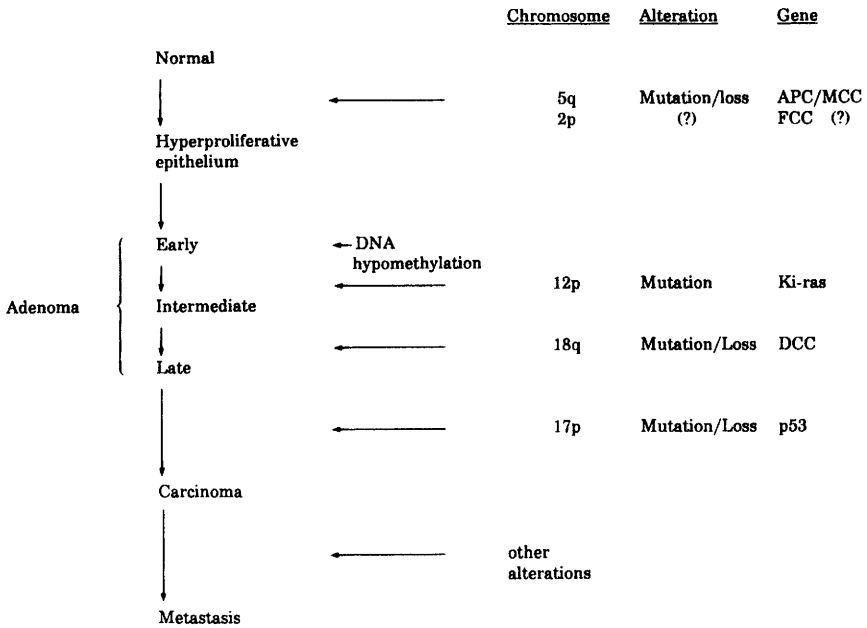 Chromosome Alteration Gene
Normal
5q Mutation/loss APC/MCC
2p (?) FCC (?)
Hyperproliferative
epithelium
Early
DNA
hypomethylation
12p Mutation Ki-ras
Adenoma
Intermediate
18q Mutation/Loss DCC
Late
17p Mutation/Loss p53
Carcinoma
other
alterations
Metastasis